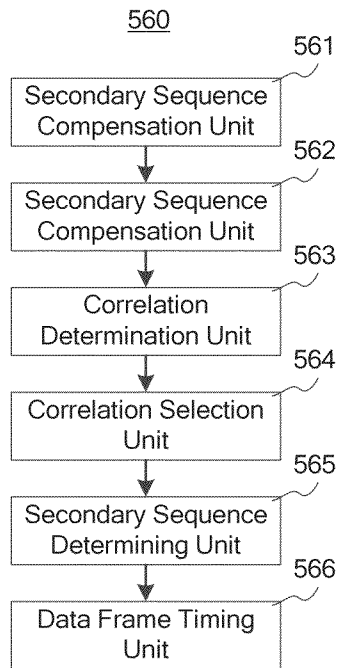 560
561
Secondary Sequence
Compensation Unit
562
Secondary Sequence
Compensation Unit
563
Correlation
Determination Unit
564
Correlation Selection
Unit
565
Secondary Sequence
Determining Unit
566
Data Frame Timing
Unit